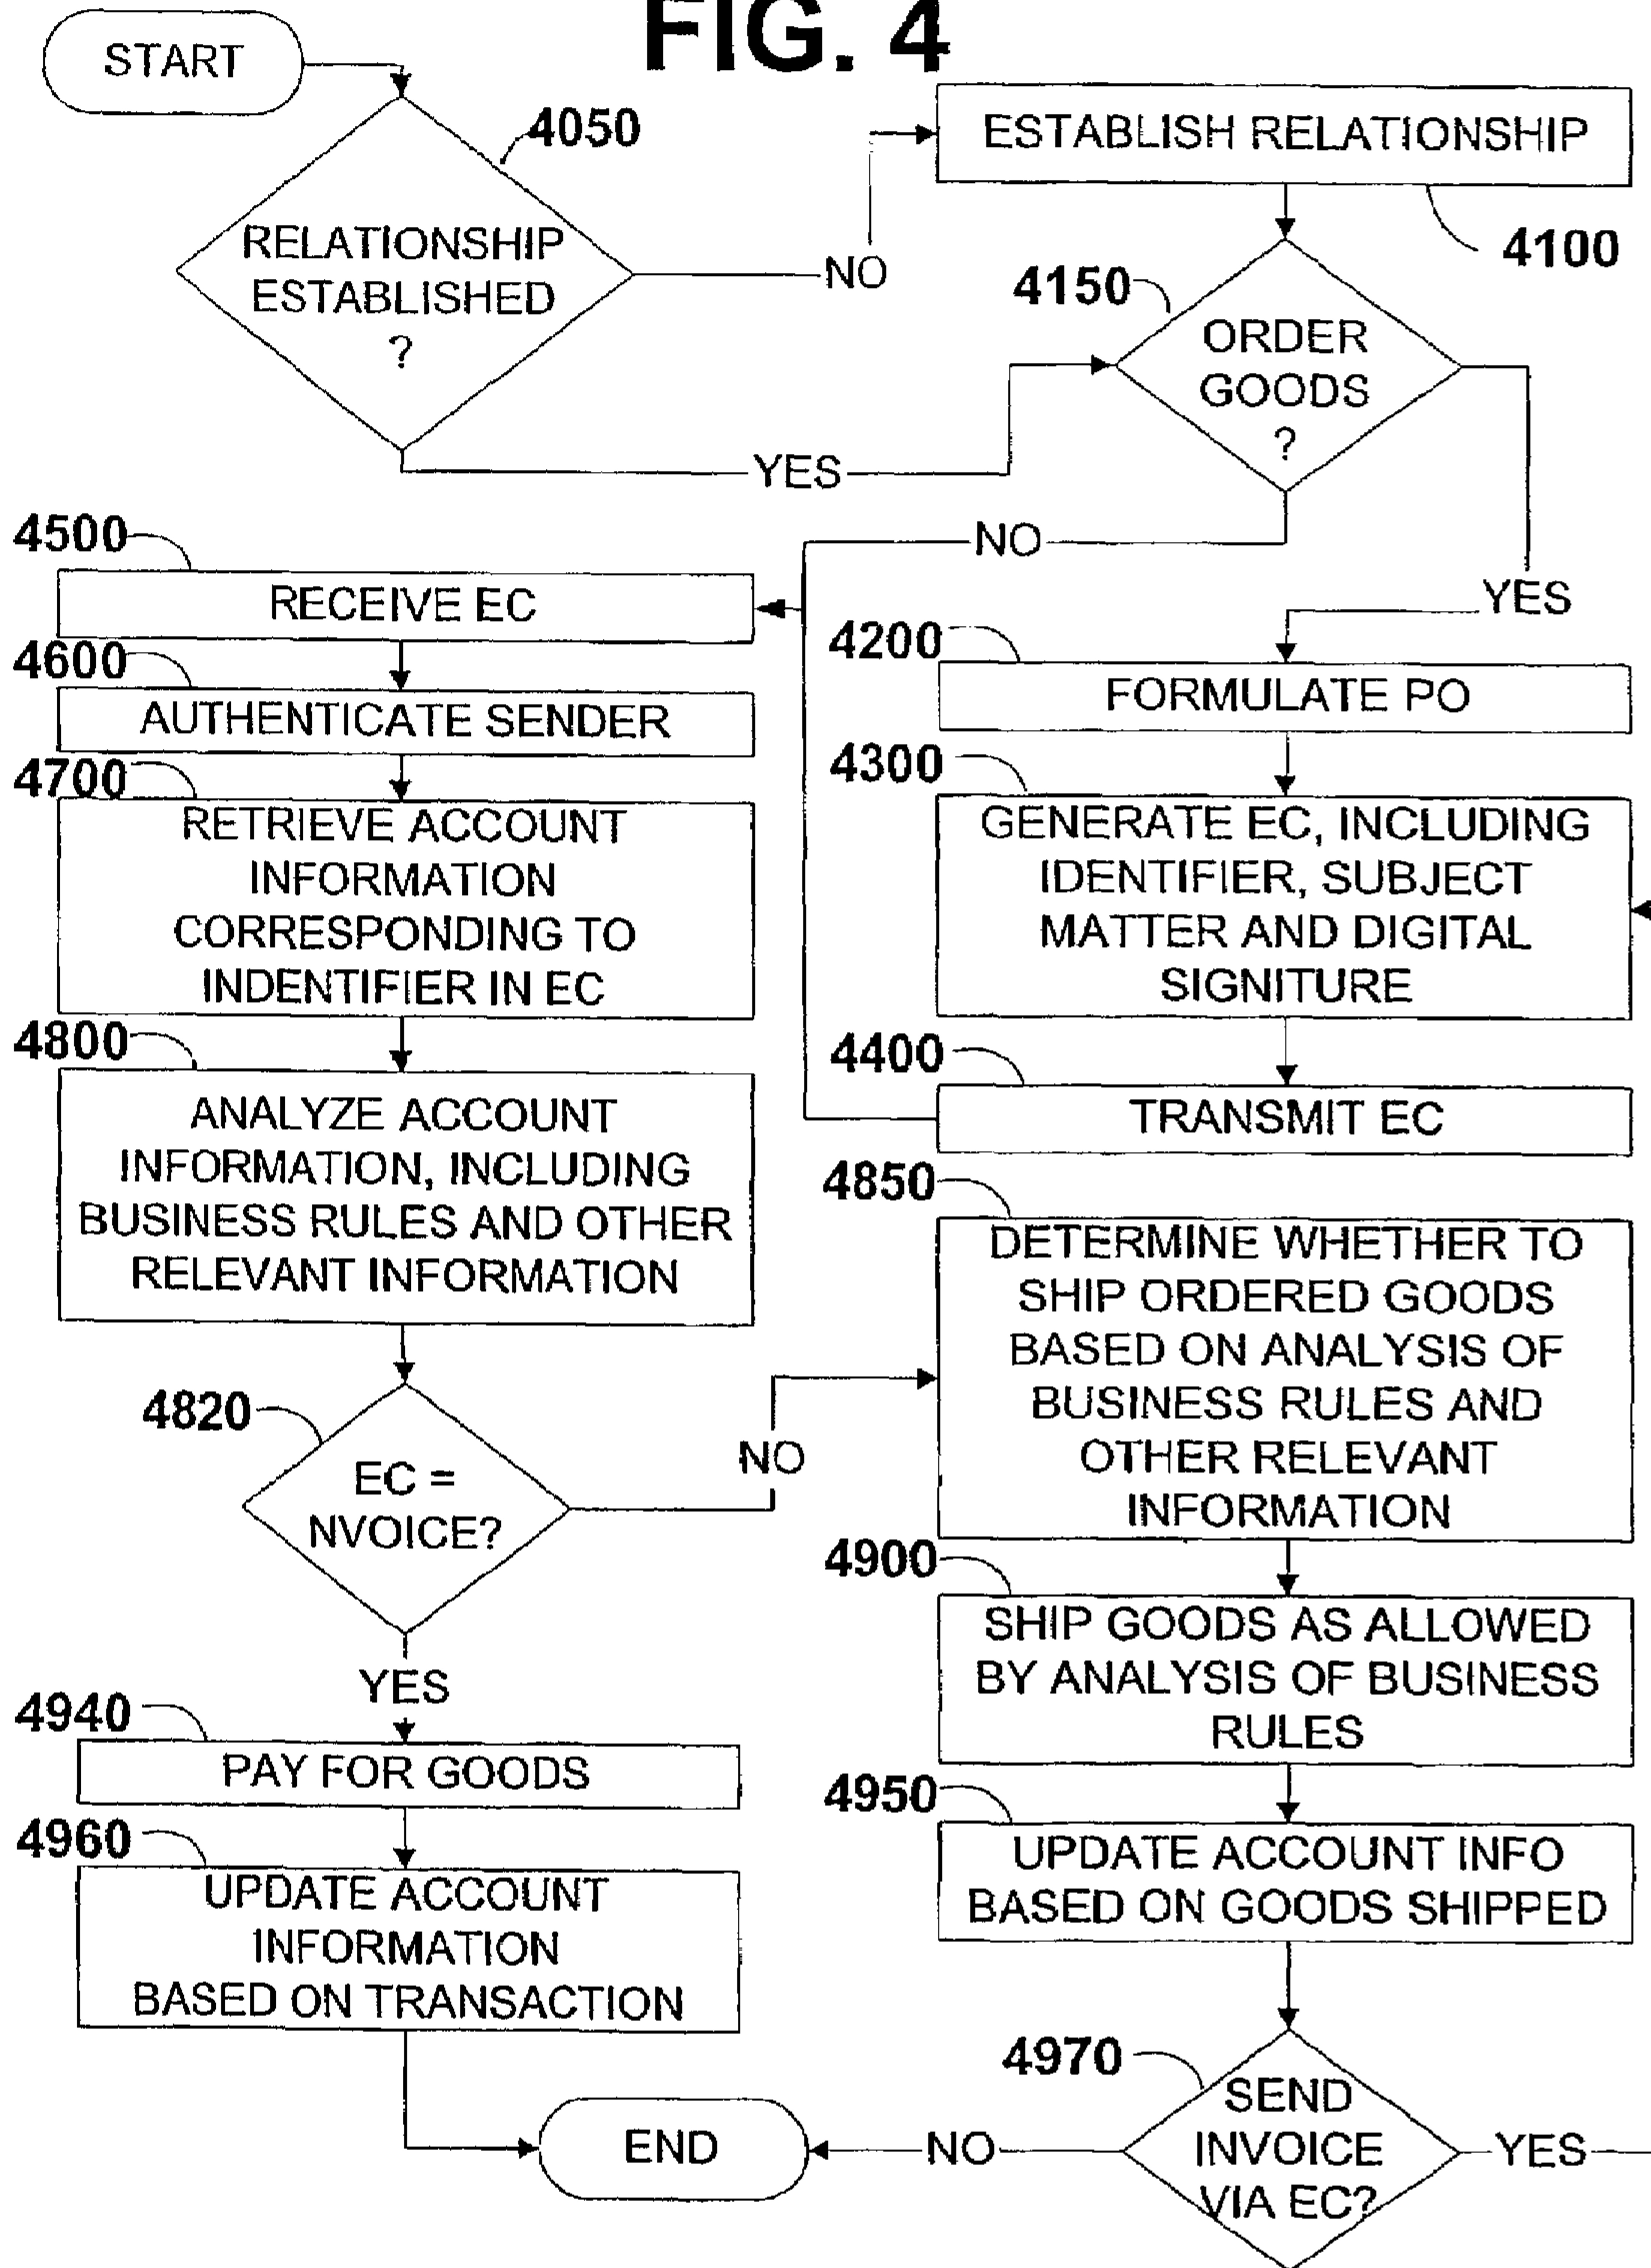 FIG. 4
START
4050
RELATIONSHIP
ESTABLISHED
?
NO
YES
ESTABLISH RELATIONSHIP
4100
4150
ORDER
GOODS
?
NO
YES
4200
FORMULATE PO
4300
GENERATE EC, INCLUDING
IDENTIFIER, SUBJECT
MATTER AND DIGITAL
SIGNITURE
4400
TRANSMIT EC
4500
RECEIVE EC
4600
AUTHENTICATE SENDER
4700
RETRIEVE ACCOUNT
INFORMATION
CORRESPONDING TO
INDENTIFIER IN EC
4800
ANALYZE ACCOUNT
INFORMATION, INCLUDING
BUSINESS RULES AND OTHER
RELEVANT INFORMATION
4820
EC =
NVOICE?
NO
YES
4850
DETERMINE WHETHER TO
SHIP ORDERED GOODS
BASED ON ANALYSIS OF
BUSINESS RULES AND
OTHER RELEVANT
INFORMATION
4900
SHIP GOODS AS ALLOWED
BY ANALYSIS OF BUSINESS
RULES
4950
UPDATE ACCOUNT INFO
BASED ON GOODS SHIPPED
4940
PAY FOR GOODS
4960
UPDATE ACCOUNT
INFORMATION
BASED ON TRANSACTION
4970
SEND
INVOICE
VIA EC?
NO
YES
END